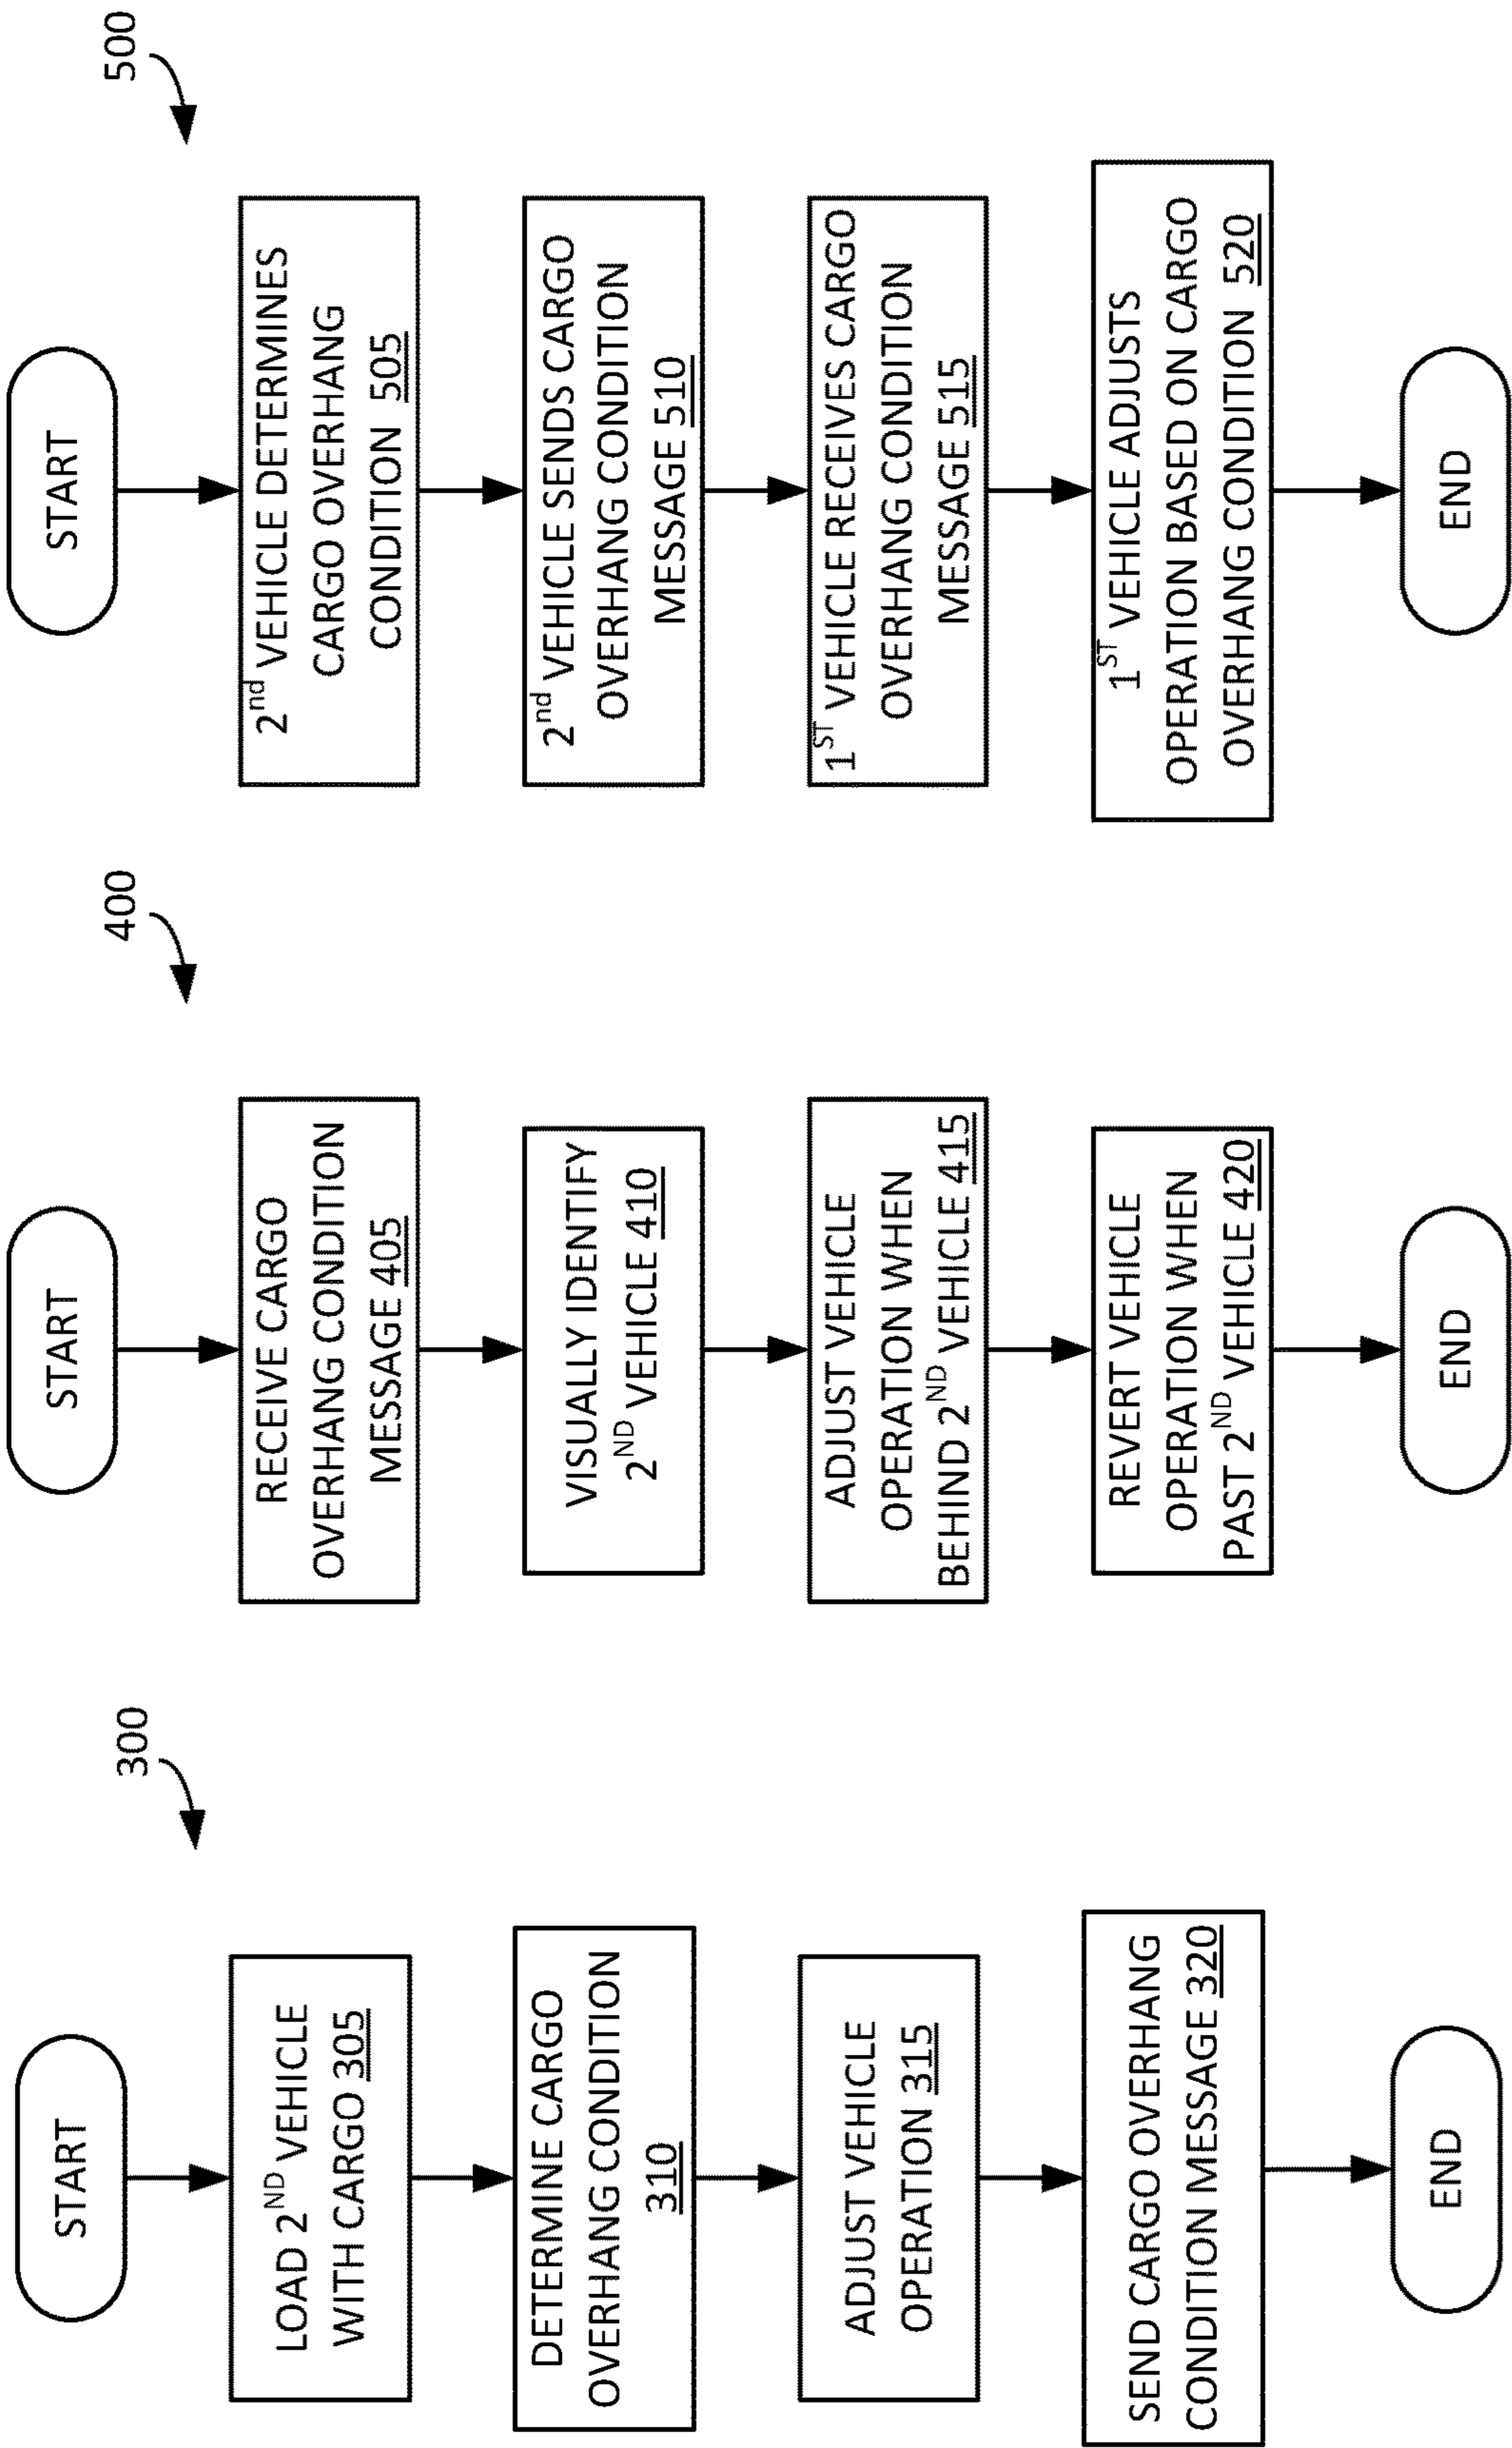 300
START
LOAD 2ND VEHICLE
WITH CARGO 305
DETERMINE CARGO
OVERHANG CONDITION
310
ADJUST VEHICLE
OPERATION 315
SEND CARGO OVERHANG
CONDITION MESSAGE 320
END
400
START
RECEIVE CARGO
OVERHANG CONDITION
MESSAGE 405
VISUALLY IDENTIFY
2ND VEHICLE 410
ADJUST VEHICLE
OPERATION WHEN
BEHIND 2ND VEHICLE 415
REVERT VEHICLE
OPERATION WHEN
PAST 2ND VEHICLE 420
END
500
START
2nd VEHICLE DETERMINES
CARGO OVERHANG
CONDITION 505
2nd VEHICLE SENDS CARGO
OVERHANG CONDITION
MESSAGE 510
1ST VEHICLE RECEIVES CARGO
OVERHANG CONDITION
MESSAGE 515
1ST VEHICLE ADJUSTS
OPERATION BASED ON CARGO
OVERHANG CONDITION 520
END